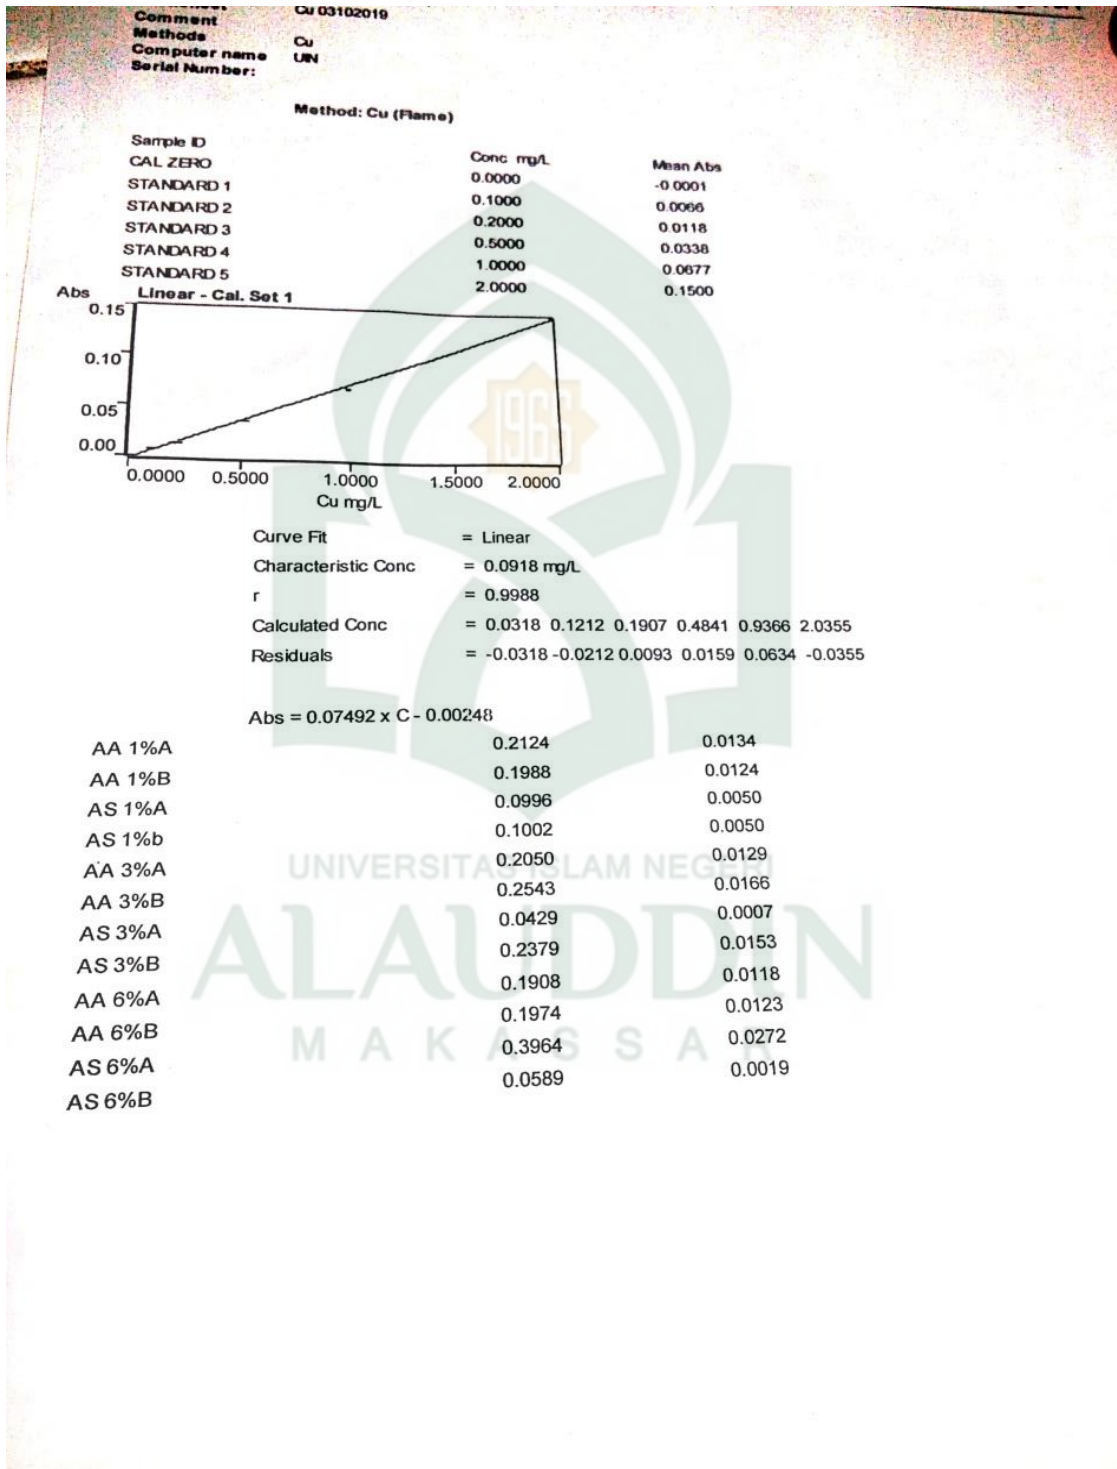 Comment Cu 03102019
Methods Cu
Computer name UIN
Serial Number:
Method: Cu (Flame)
Sample ID Conc mg/L Mean Abs
CAL ZERO 0.0000 -0.0001
STANDARD 1 0.1000 0.0066
STANDARD 2 0.2000 0.0118
STANDARD 3 0.5000 0.0338
STANDARD 4 1.0000 0.0677
STANDARD 5 2.0000 0.1500
Abs Linear - Cal. Set 1
0.15
0.10
0.05
0.00
0.0000 0.5000 1.0000 1.5000 2.0000
Cu mg/L
1965
Curve Fit = Linear
Characteristic Conc = 0.0918 mg/L
r = 0.9988
Calculated Conc = 0.0318 0.1212 0.1907 0.4841 0.9366 2.0355
Residuals = -0.0318 -0.0212 0.0093 0.0159 0.0634 -0.0355
Abs = 0.07492 x C - 0.00248
AA 1%A 0.2124 0.0134
AA 1%B 0.1988 0.0124
AS 1%A 0.0996 0.0050
AS 1%b 0.1002 0.0050
AA 3%A 0.2050 0.0129
AA 3%B 0.2543 0.0166
AS 3%A 0.0429 0.0007
AS 3%B 0.2379 0.0153
AA 6%A 0.1908 0.0118
AA 6%B 0.1974 0.0123
AS 6%A 0.3964 0.0272
AS 6%B 0.0589 0.0019
UNIVERSITAS ISLAM NEGERI
ALAUDDIN
MAKASSAR